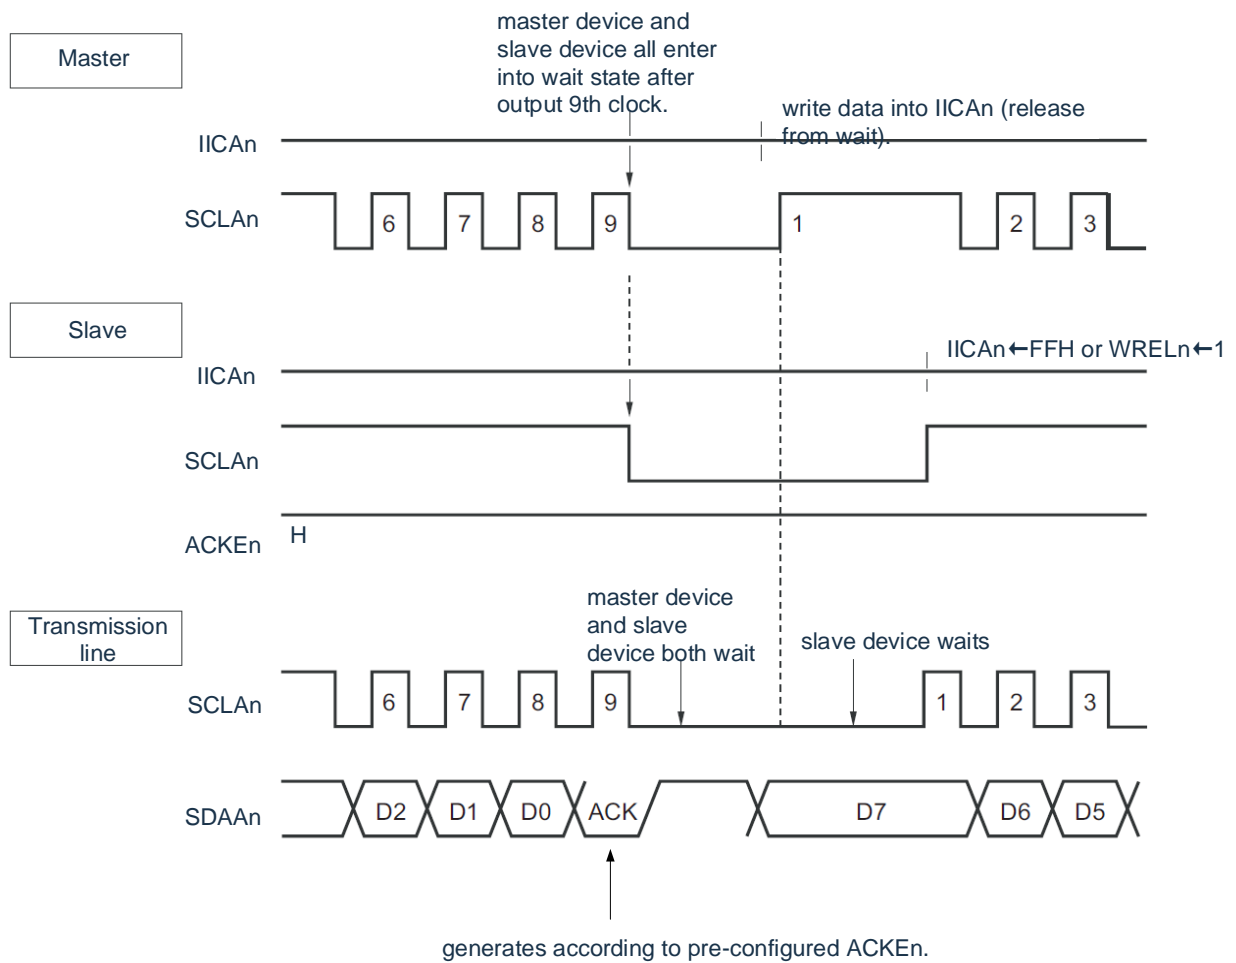 master device and
slave device all enter
into wait state after
output 9th clock.
Master
write data into IICAn (release
from wait).
IICAn
SCLAn
6 7 8 9 1 2 3
Slave
IICAn←FFH or WRELn←1
IICAn
SCLAn
H
ACKEn
master device
and slave
device both wait
Transmission
line
slave device waits
SCLAn
6 7 8 9 1 2 3
SDAAn
D2 D1 D0 ACK D7 D6 D5
generates according to pre-configured ACKEn.